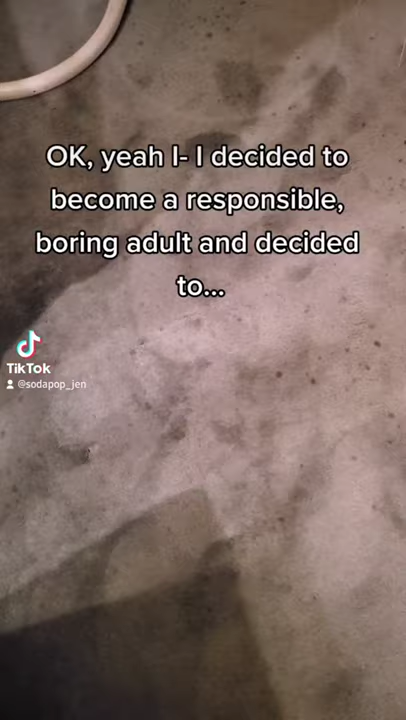 OK, yeah I- I decided to
become a responsible,
boring adult and decided
to...
TikTok
@sodapop_jen